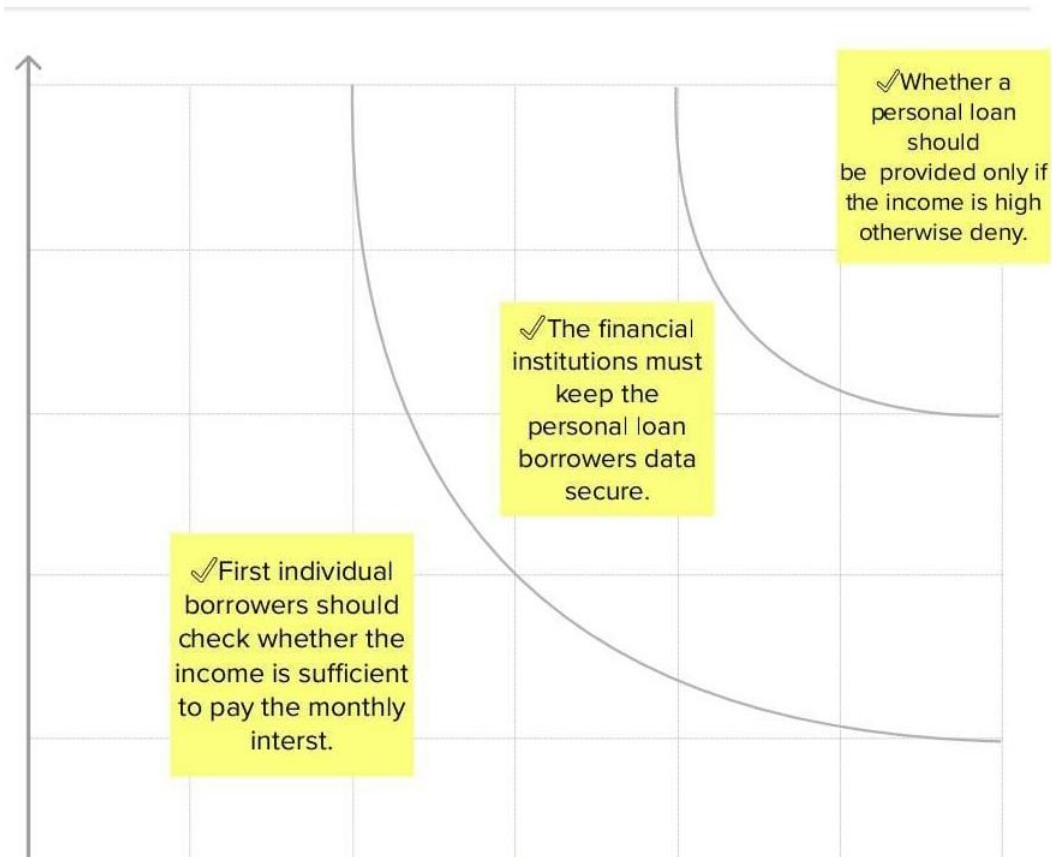 ✓Whether a
personal loan
should
be provided only if
the income is high
otherwise deny.
✓The financial
institutions must
keep the
personal loan
borrowers data
secure.
✓First individual
borrowers should
check whether the
income is sufficient
to pay the monthly
interst.